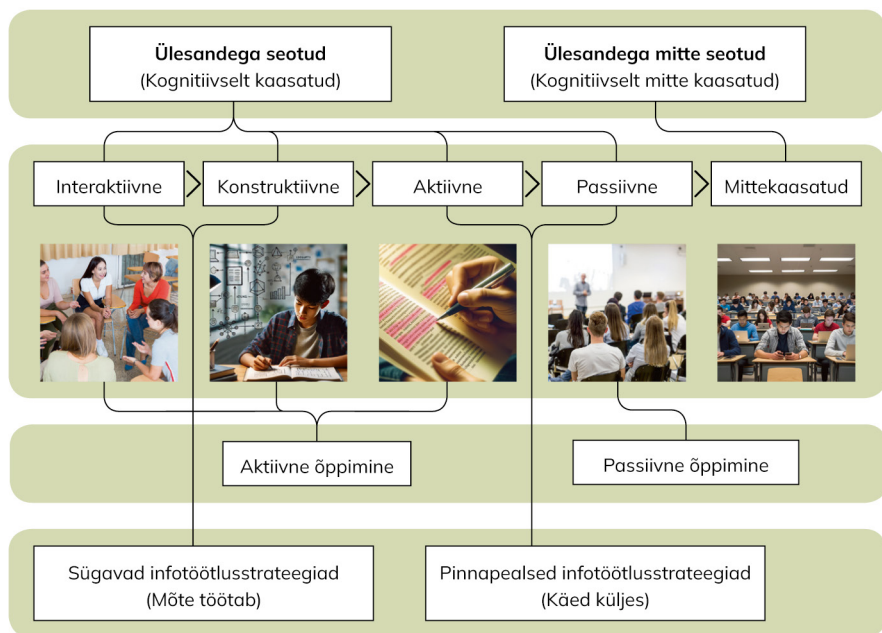 Ülesandega seotud
(Kognitiivselt kaasatud)
Ülesandega mitte seotud
(Kognitiivselt mitte kaasatud)
Interaktiivne
Konstruktiivne
Aktiivne
Passiivne
Mittekaasatud
Aktiivne õppimine
Passiivne õppimine
Sügavad infotöötlusstrateegiad
(Mõte töötab)
Pinnapealsed infotöötlusstrateegiad
(Käed küljes)